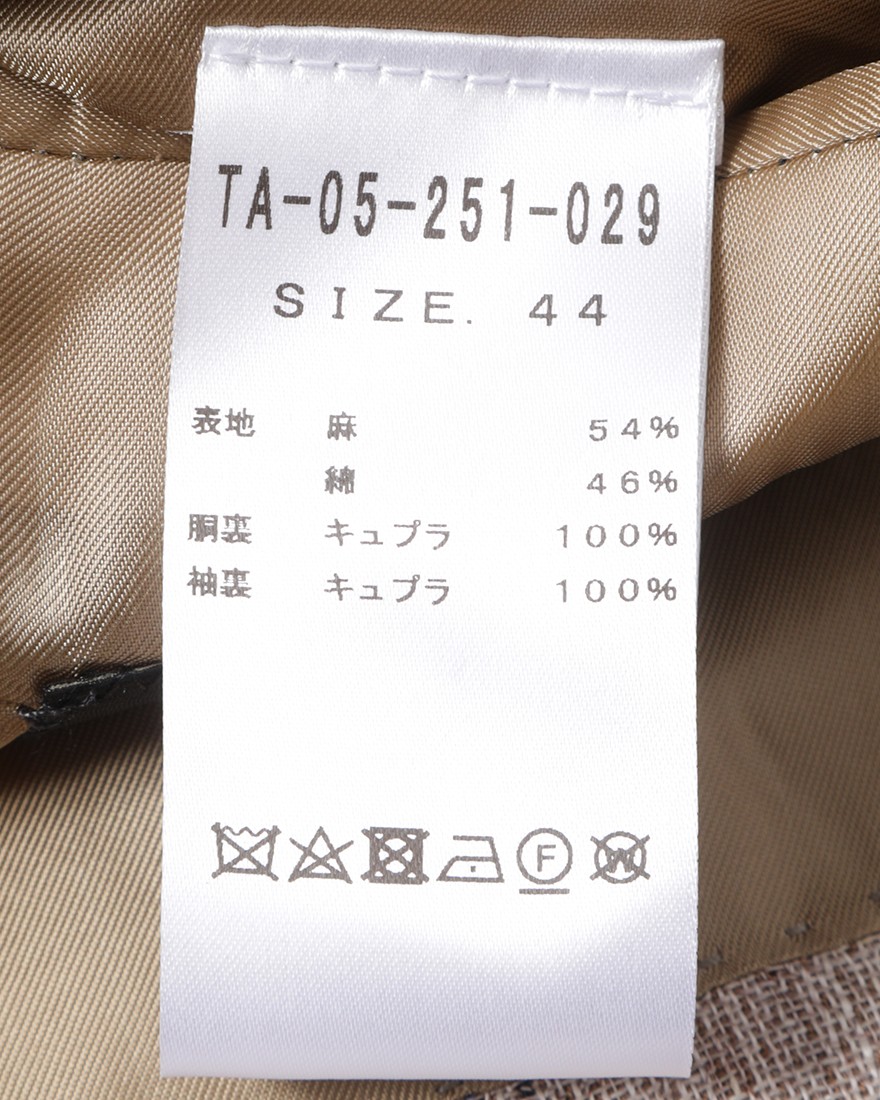 TA-05-251-029
SIZE. 44
表地 麻 54%
綿 46%
胴裏 キュプラ 100%
袖裏 キュプラ 100%
F W